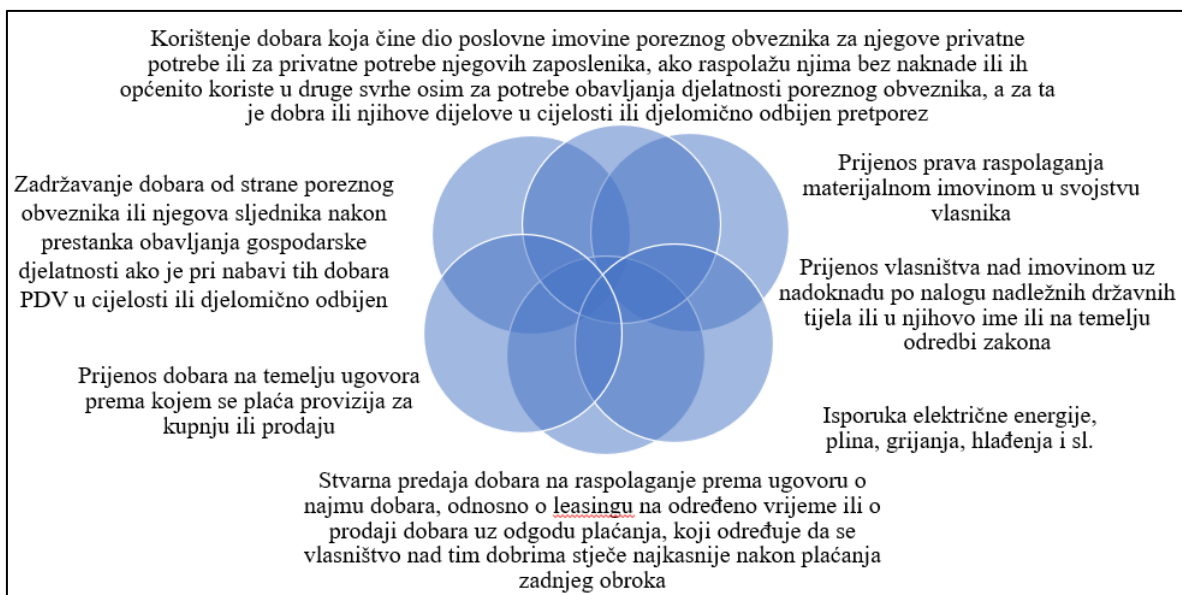 Korištenje dobara koja čine dio poslovne imovine poreznog obveznika za njegove privatne
potrebe ili za privatne potrebe njegovih zaposlenika, ako raspolažu njima bez naknade ili ih
općenito koriste u druge svrhe osim za potrebe obavljanja djelatnosti poreznog obveznika, a za ta
je dobra ili njihove dijelove u cijelosti ili djelomično odbijen pretporez
Prijenos prava raspolaganja
materijalnom imovinom u svojstvu
vlasnika
Prijenos vlasništva nad imovinom uz
nadoknadu po nalogu nadležnih državnih
tijela ili u njihovo ime ili na temelju
odredbi zakona
Isporuka električne energije,
plina, grijanja, hlađenja i sl.
Stvarna predaja dobara na raspolaganje prema ugovoru o
najmu dobara, odnosno o leasingu na određeno vrijeme ili o
prodaji dobara uz odgodu plaćanja, koji određuje da se
vlasništvo nad tim dobrima stječe najkasnije nakon plaćanja
zadnjeg obroka
Prijenos dobara na temelju ugovora
prema kojem se plaća provizija za
kupnju ili prodaju
Zadržavanje dobara od strane poreznog
obveznika ili njegova sljednika nakon
prestanka obavljanja gospodarske
djelatnosti ako je pri nabavi tih dobara
PDV u cijelosti ili djelomično odbijen